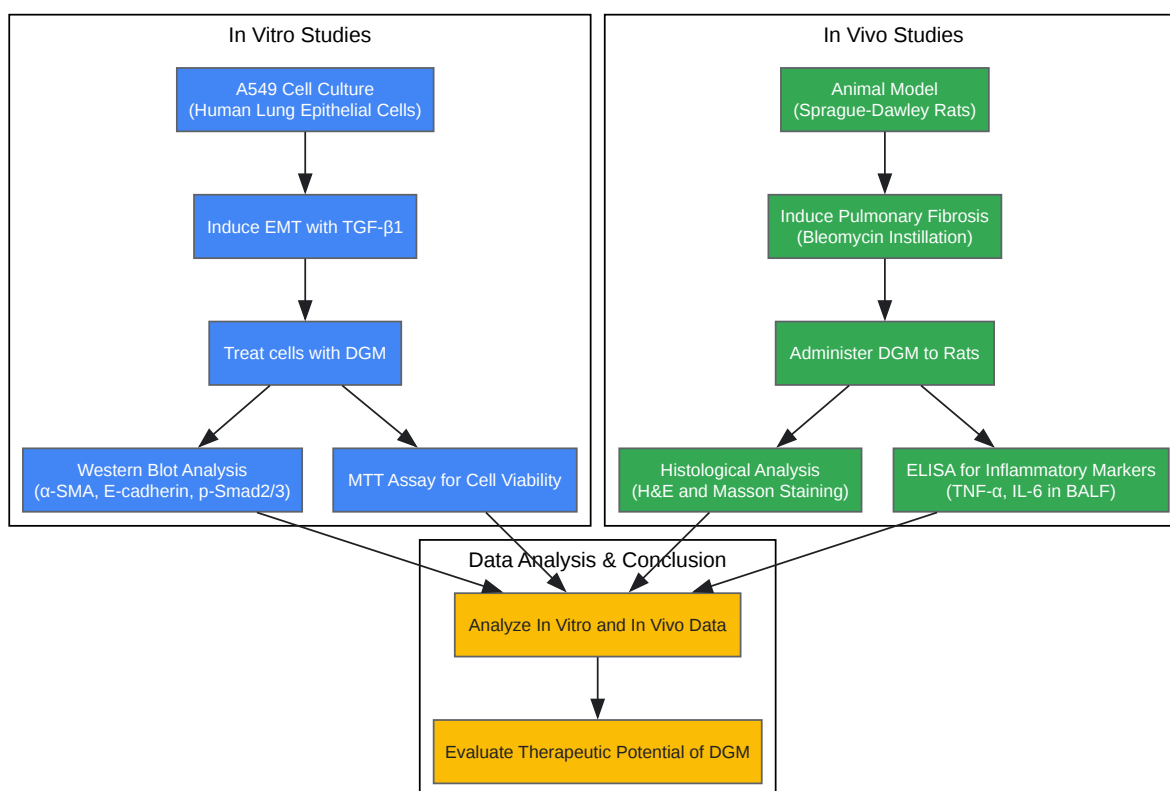 In Vitro Studies
A549 Cell Culture
(Human Lung Epithelial Cells)
Induce EMT with TGF-β1
Treat cells with DGM
Western Blot Analysis
(α-SMA, E-cadherin, p-Smad2/3)
MTT Assay for Cell Viability
In Vivo Studies
Animal Model
(Sprague-Dawley Rats)
Induce Pulmonary Fibrosis
(Bleomycin Instillation)
Administer DGM to Rats
Histological Analysis
(H&E and Masson Staining)
ELISA for Inflammatory Markers
(TNF-α, IL-6 in BALF)
Data Analysis & Conclusion
Analyze In Vitro and In Vivo Data
Evaluate Therapeutic Potential of DGM